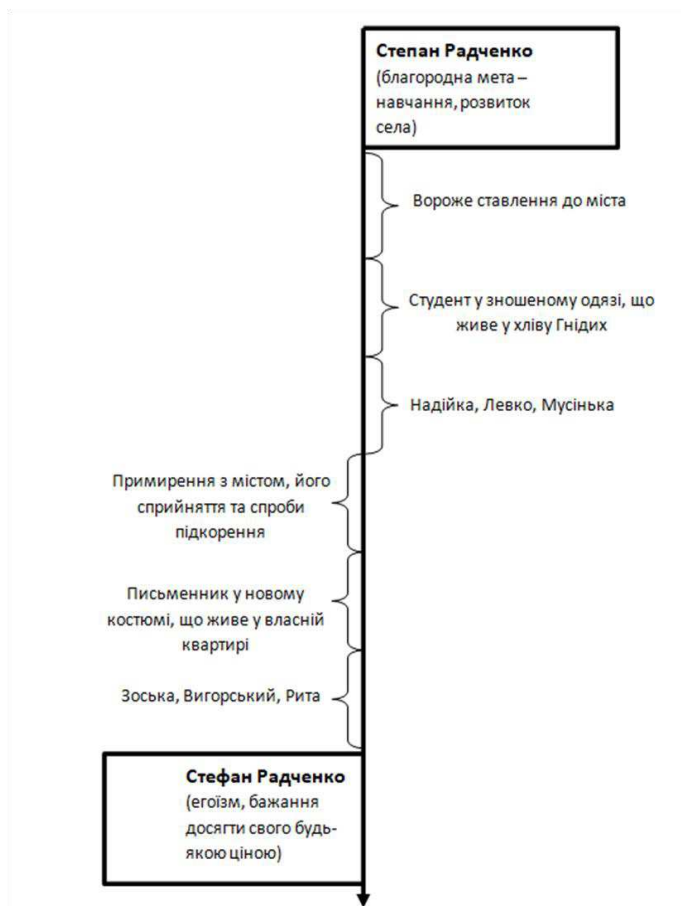 Степан Радченко
(благородна мета –
навчання, розвиток
села)
Вороже ставлення до міста
Студент у зношеному одязі, що
живе у хліву Гнідих
Надійка, Левко, Мусінька
Примирення з містом, його
сприйняття та спроби
підкорення
Письменник у новому
костюмі, що живе у власній
квартирі
Зоська, Вигорський, Рита
Стефан Радченко
(егоїзм, бажання
досягти свого будь-
якою ціною)